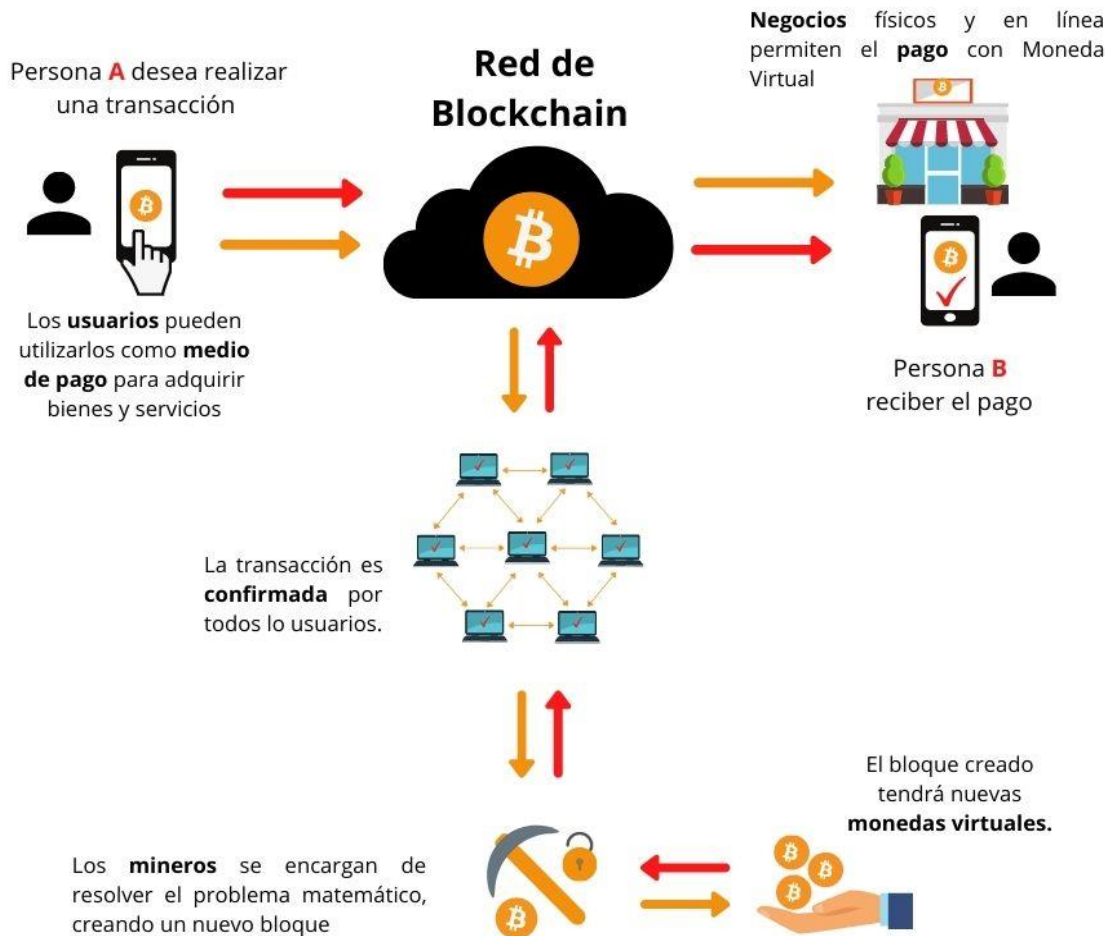 Persona A desea realizar
una transacción
Red de
Blockchain
Negocios físicos y en línea
permiten el pago con Moneda
Virtual
Los usuarios pueden
utilizarlos como medio
de pago para adquirir
bienes y servicios
Persona B
reciber el pago
La transacción es
confirmada por
todos lo usuarios.
El bloque creado
tendrá nuevas
monedas virtuales.
Los mineros se encargan de
resolver el problema matemático,
creando un nuevo bloque